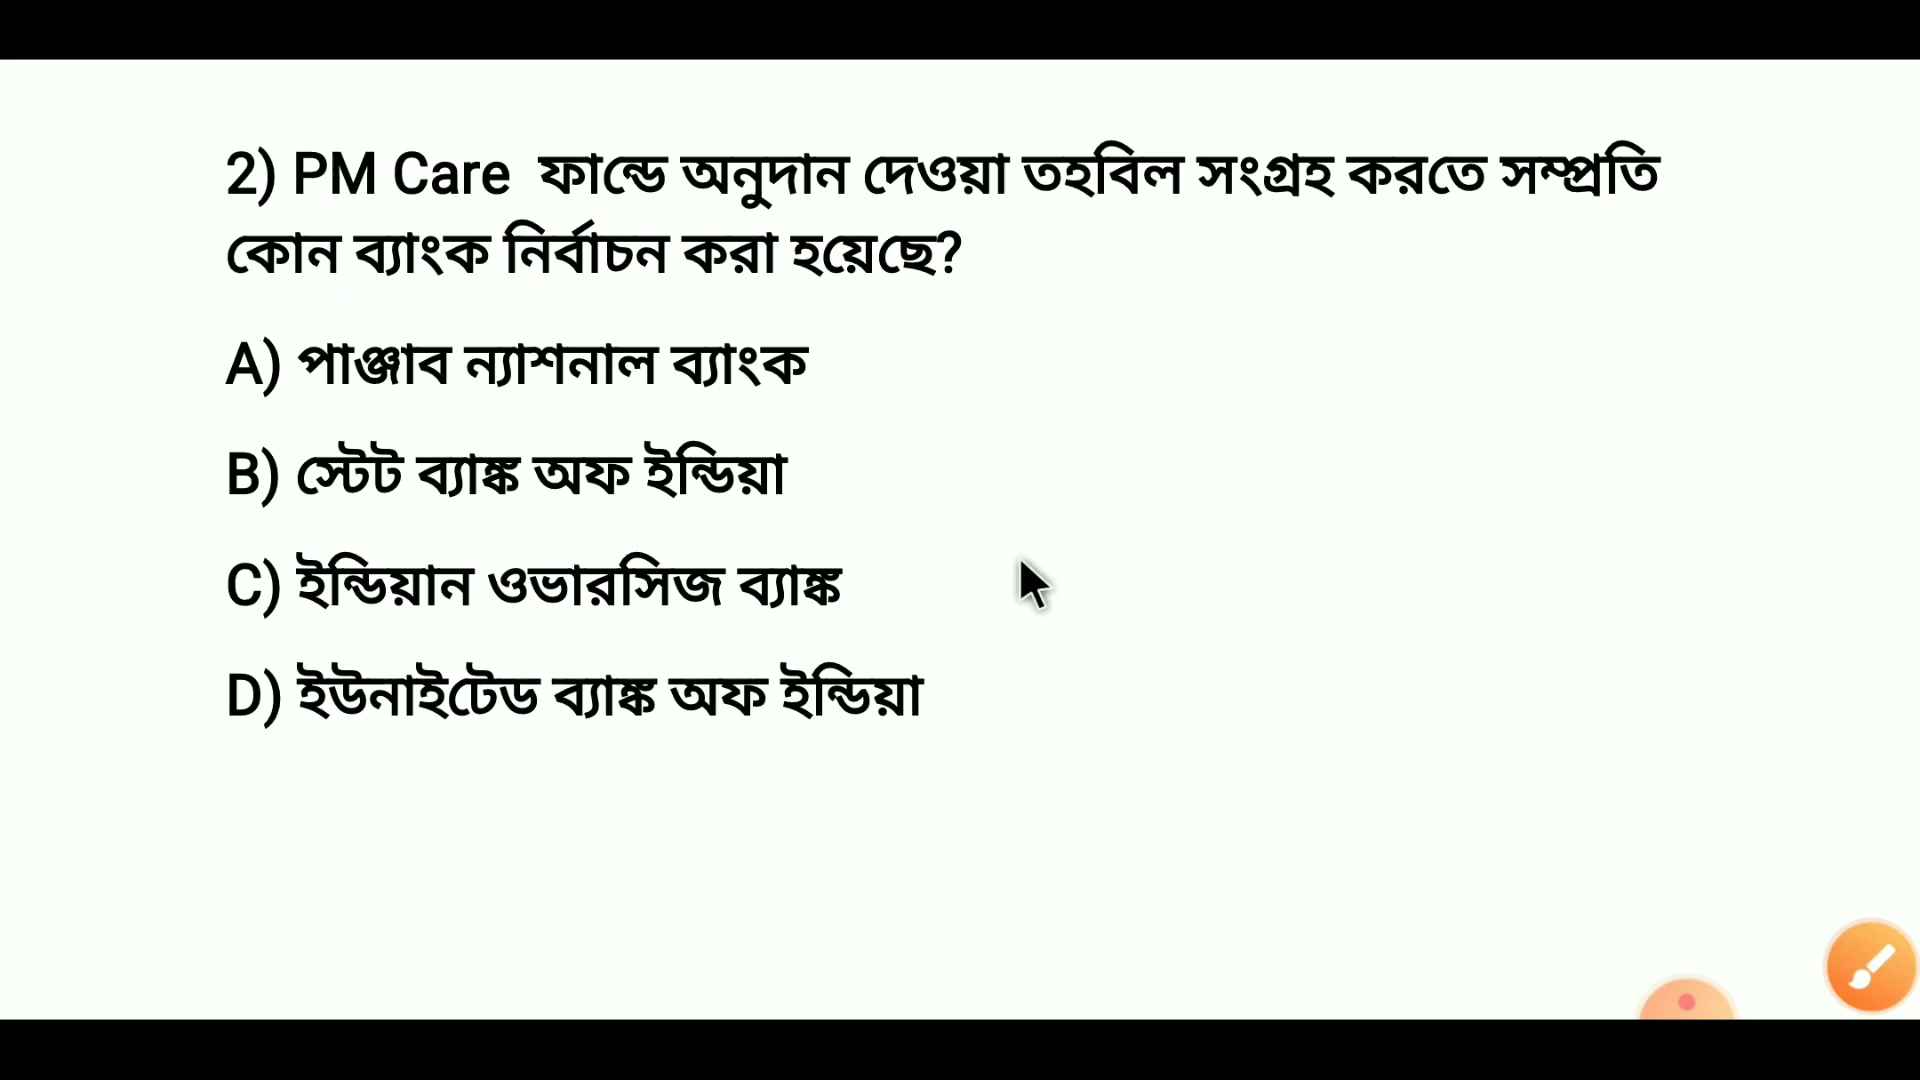 2) PM Care ফান্ডে অনুদান দেওয়া তহবিল সংগ্রহ করতে সম্প্রতি
কোন ব্যাংক নির্বাচন করা হয়েছে?
A) পাঞ্জাব ন্যাশনাল ব্যাংক
B) স্টেট ব্যাঙ্ক অফ ইন্ডিয়া
C) ইন্ডিয়ান ওভারসিজ ব্যাঙ্ক
D) ইউনাইটেড ব্যাঙ্ক অফ ইন্ডিয়া